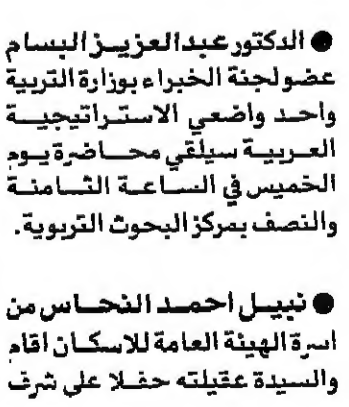 ● الدكتور عبدالعزيز البسام
عضو لجنة الخبراء بوزارة التربية
واحد واضعي الاستراتيجية
العربية سيلقي محاضرة يوم
الخميس في الساعة الثامنة
والنصف بمركز البحوث التربوية.
● نبيل احمد النحاس من
اسرة الهيئة العامة للاسكان اقام
والسيدة عقيلته حفلا على شرف